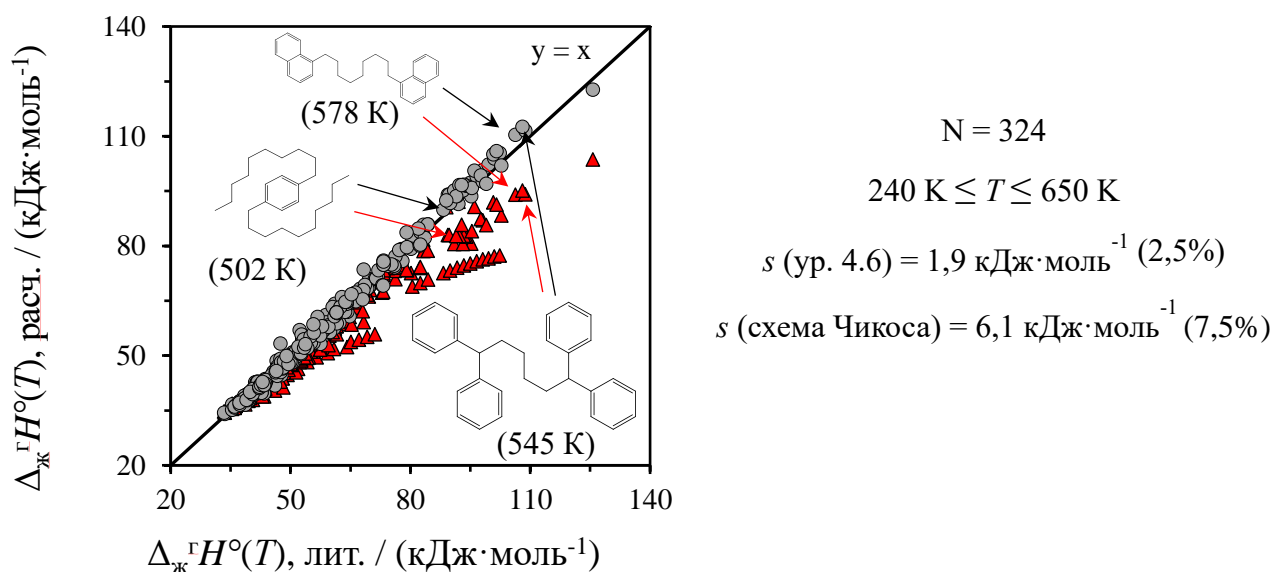 Δжг H°(T), расч. / (кДж·моль-1)
140
110
80
50
20
20
50
80
110
140
y = x
(578 К)
(502 К)
(545 К)
Δжг H°(T), лит. / (кДж·моль-1)
N = 324
240 K ≤ T ≤ 650 K
s (ур. 4.6) = 1,9 кДж·моль-1 (2,5%)
s (схема Чикоса) = 6,1 кДж·моль-1 (7,5%)